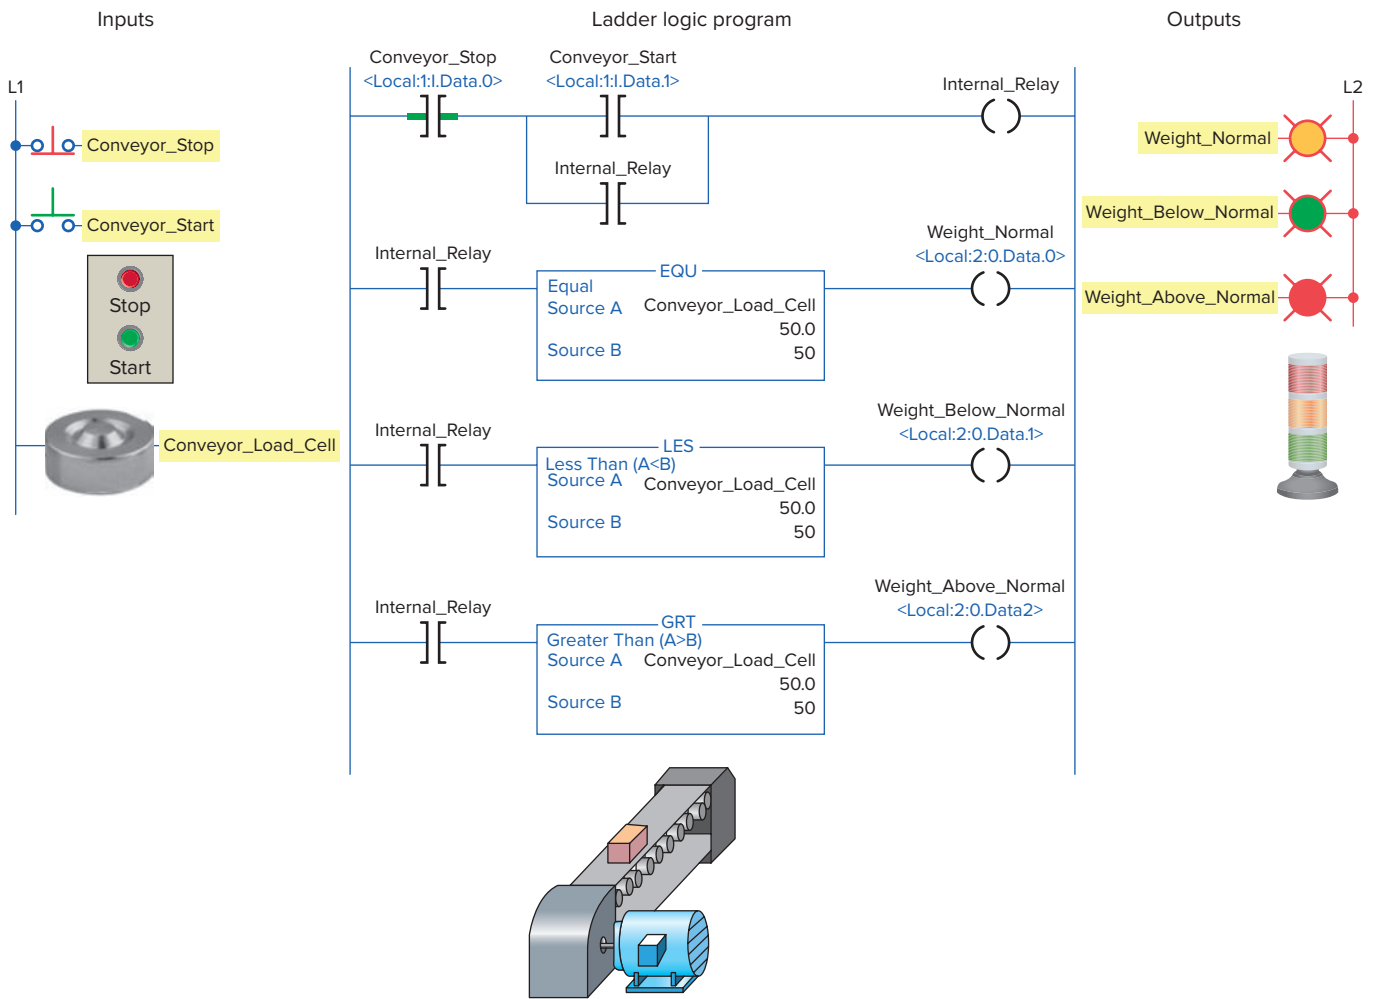 Inputs
Ladder logic program
Outputs
L1
Conveyor_Stop
Conveyor_Start
Stop
Start
Conveyor_Load_Cell
Conveyor_Stop
<Local:1:I.Data.0>
Conveyor_Start
<Local:1:I.Data.1>
Internal_Relay
Internal_Relay
Internal_Relay
EQU
Equal
Source A Conveyor_Load_Cell
50.0
Source B 50
Weight_Normal
<Local:2:0.Data.0>
Internal_Relay
LES
Less Than (A<B)
Source A Conveyor_Load_Cell
50.0
Source B 50
Weight_Below_Normal
<Local:2:0.Data.1>
Internal_Relay
GRT
Greater Than (A>B)
Source A Conveyor_Load_Cell
50.0
Source B 50
Weight_Above_Normal
<Local:2:0.Data2>
L2
Weight_Normal
Weight_Below_Normal
Weight_Above_Normal